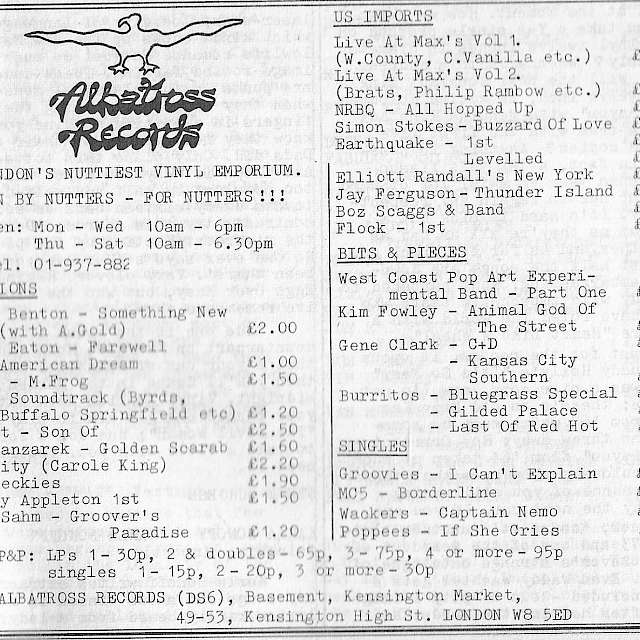 Albatross
Records
NDON'S NUTTIEST VINYL EMPORIUM.
N BY NUTTERS - FOR NUTTERS!!!
en: Mon - Wed 10am - 6pm
Thu - Sat 10am - 6.30pm
el. 01-937-882
IONS
Benton - Something New
(with A.Gold) £2.00
Eaton - Farewell
American Dream £1.00
- M.Frog £1.50
Soundtrack (Byrds,
Buffalo Springfield etc) £1.20
t - Son Of £2.50
anzarek - Golden Scarab £1.60
ity (Carole King) £2.20
eckies £1.90
y Appleton 1st £1.50
Sahm - Groover's
Paradise £1.20
US IMPORTS
Live At Max's Vol 1.
(W.County, C.Vanilla etc.) £
Live At Max's Vol 2.
(Brats, Philip Rambow etc.) £
NRBQ - All Hopped Up
Simon Stokes - Buzzard Of Love £
Earthquake - 1st
Levelled
Elliott Randall's New York
Jay Ferguson - Thunder Island
Boz Scaggs & Band
Flock - 1st
BITS & PIECES
West Coast Pop Art Experi-
mental Band - Part One
Kim Fowley - Animal God Of
The Street
Gene Clark - C+D
- Kansas City
Southern
Burritos - Bluegrass Special
- Gilded Palace
- Last Of Red Hot
SINGLES
Groovies - I Can't Explain
MC5 - Borderline
Wackers - Captain Nemo
Poppees - If She Cries
P&P: LPs 1 - 30p, 2 & doubles - 65p, 3 - 75p, 4 or more - 95p
singles 1 - 15p, 2 - 20p, 3 or more - 30p
ALBATROSS RECORDS (DS6), Basement, Kensington Market,
49-53, Kensington High St. LONDON W8 5ED